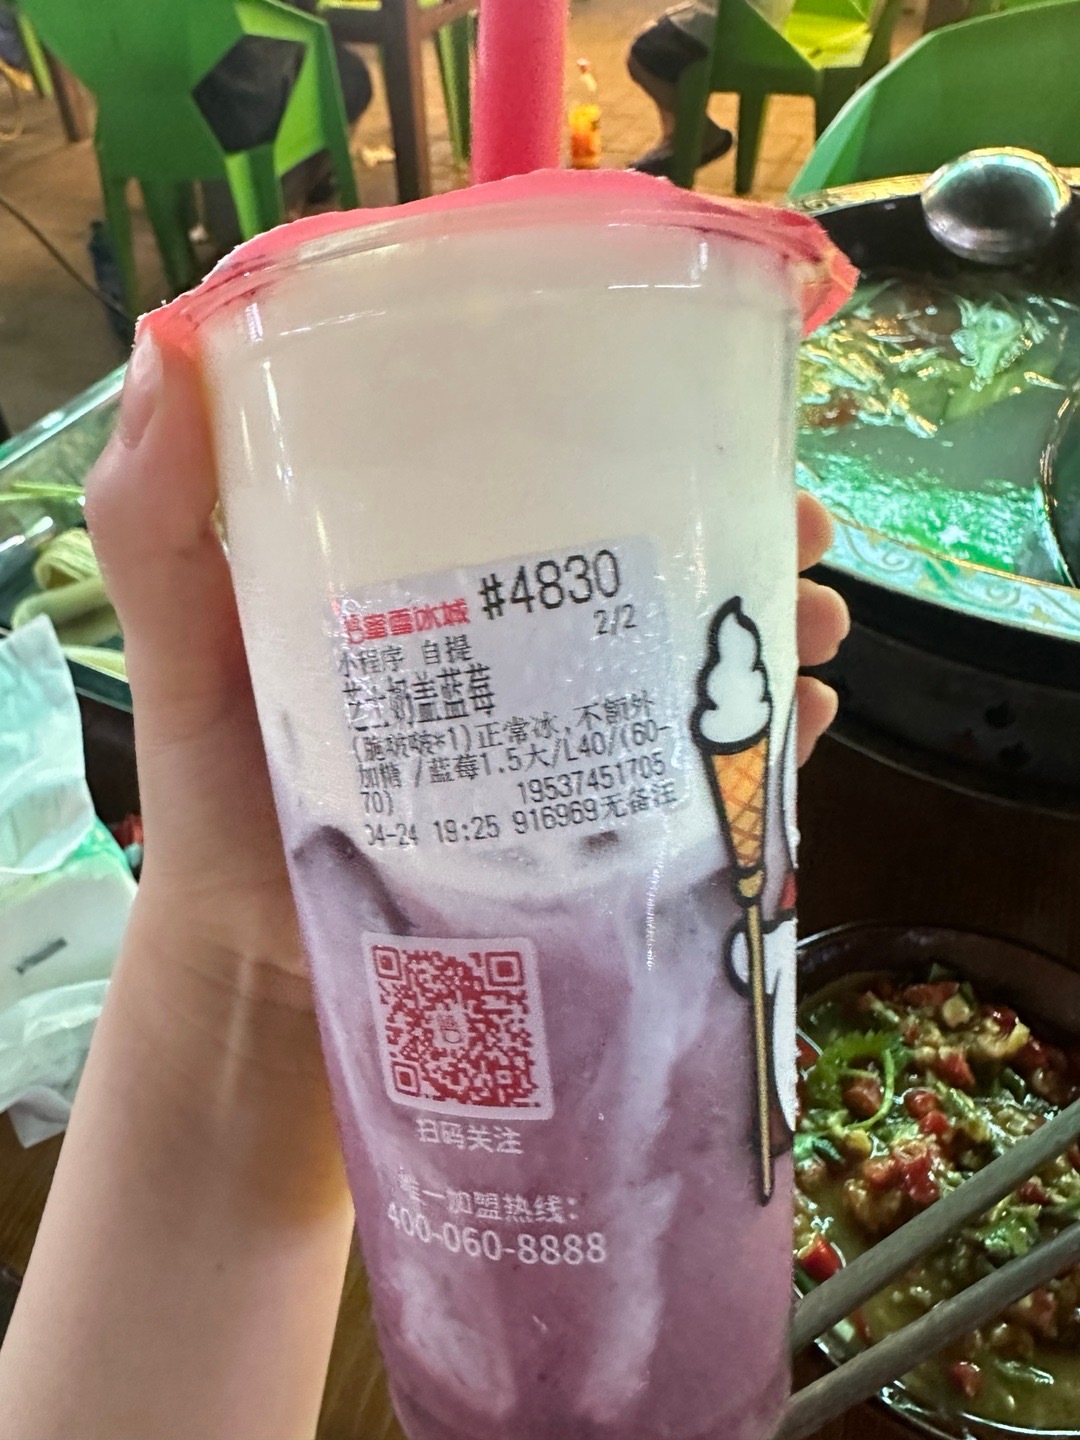 蜜雪冰城 #4830
2/2
小程序 自提
芝士奶盖蓝莓
(脆啵啵*1)正常冰,不额外
加糖 /蓝莓1.5大/L40/(60-
70)
19537451705
04-24 19:25 916969无备注
扫码关注
唯一加盟热线:
400-060-8888